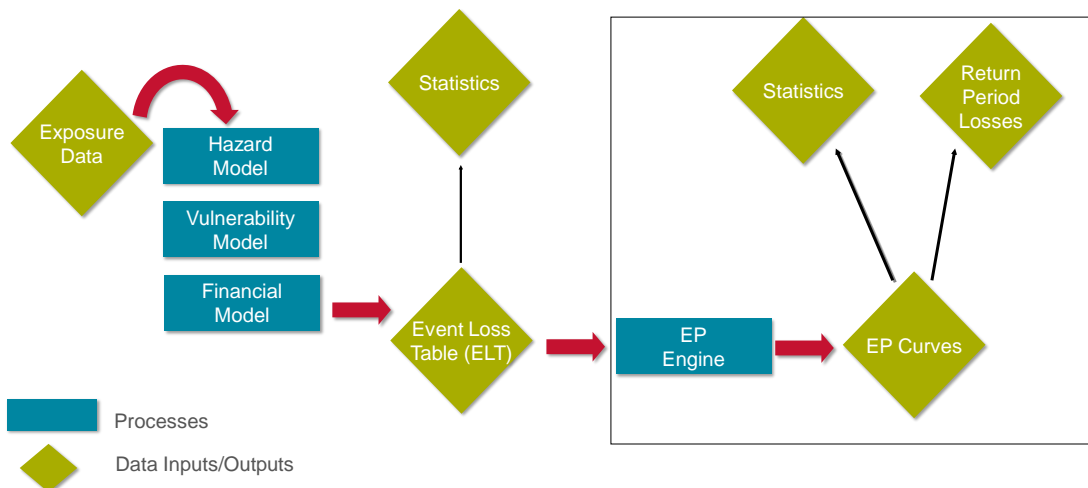 Exposure
Data
Hazard
Model
Vulnerability
Model
Financial
Model
Statistics
Event Loss
Table (ELT)
EP
Engine
Statistics
Return
Period
Losses
EP Curves
Processes
Data Inputs/Outputs